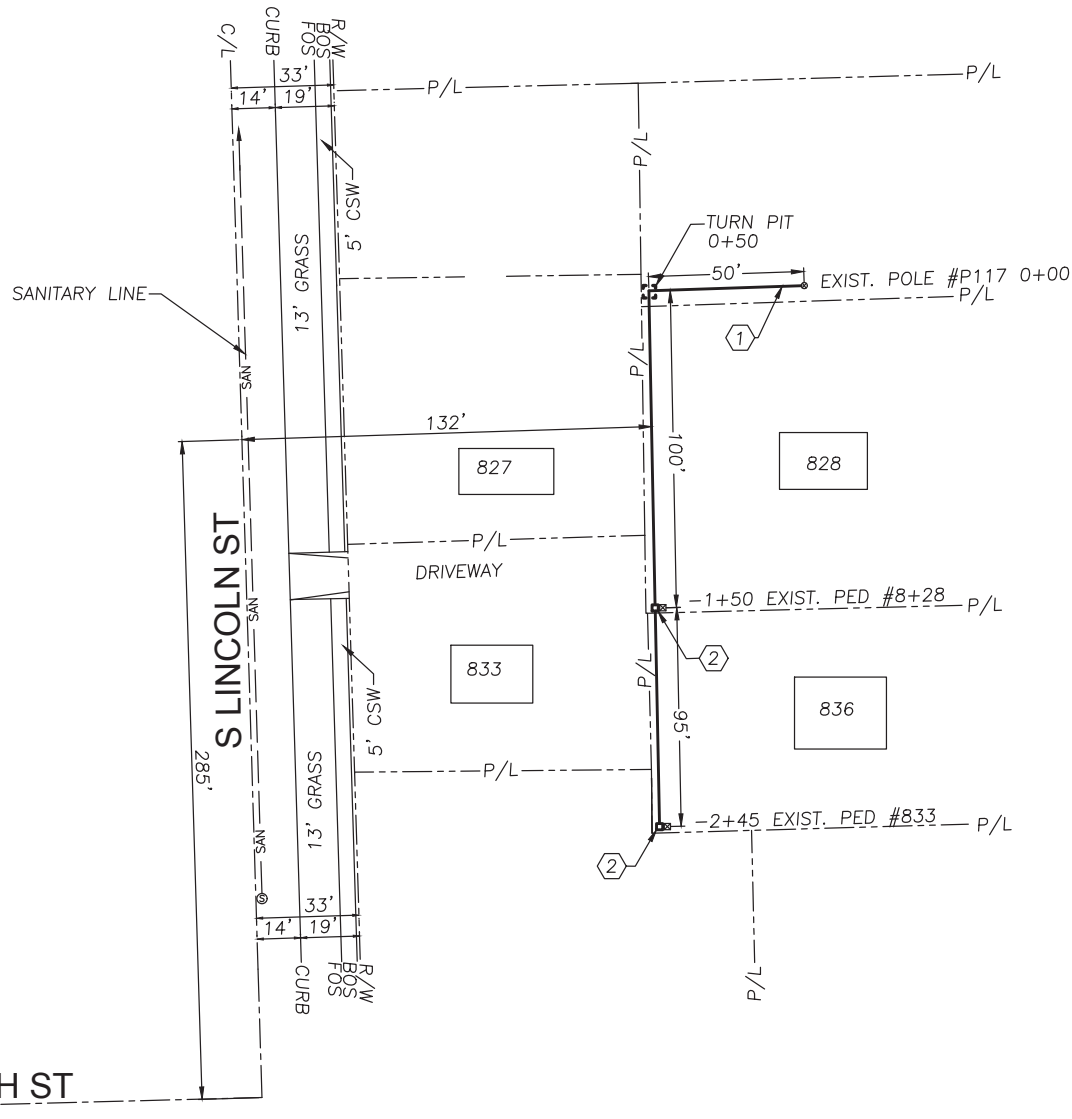 C/L
CURB
FOS
BOS
R/W
33'
14'
19'
P/L
P/L
P/L
5' CSW
13' GRASS
TURN PIT
0+50
50'
EXIST. POLE #P117 0+00
P/L
SANITARY LINE
1
SAN
P/L
132'
100'
827
828
S LINCOLN ST
P/L
DRIVEWAY
SAN
1+50 EXIST. PED #8+28
P/L
2
833
P/L
836
5' CSW
95'
285'
13' GRASS
P/L
2+45 EXIST. PED #833
P/L
SAN
2
S
33'
14'
19'
CURB
FOS
BOS
R/W
P/L
H ST